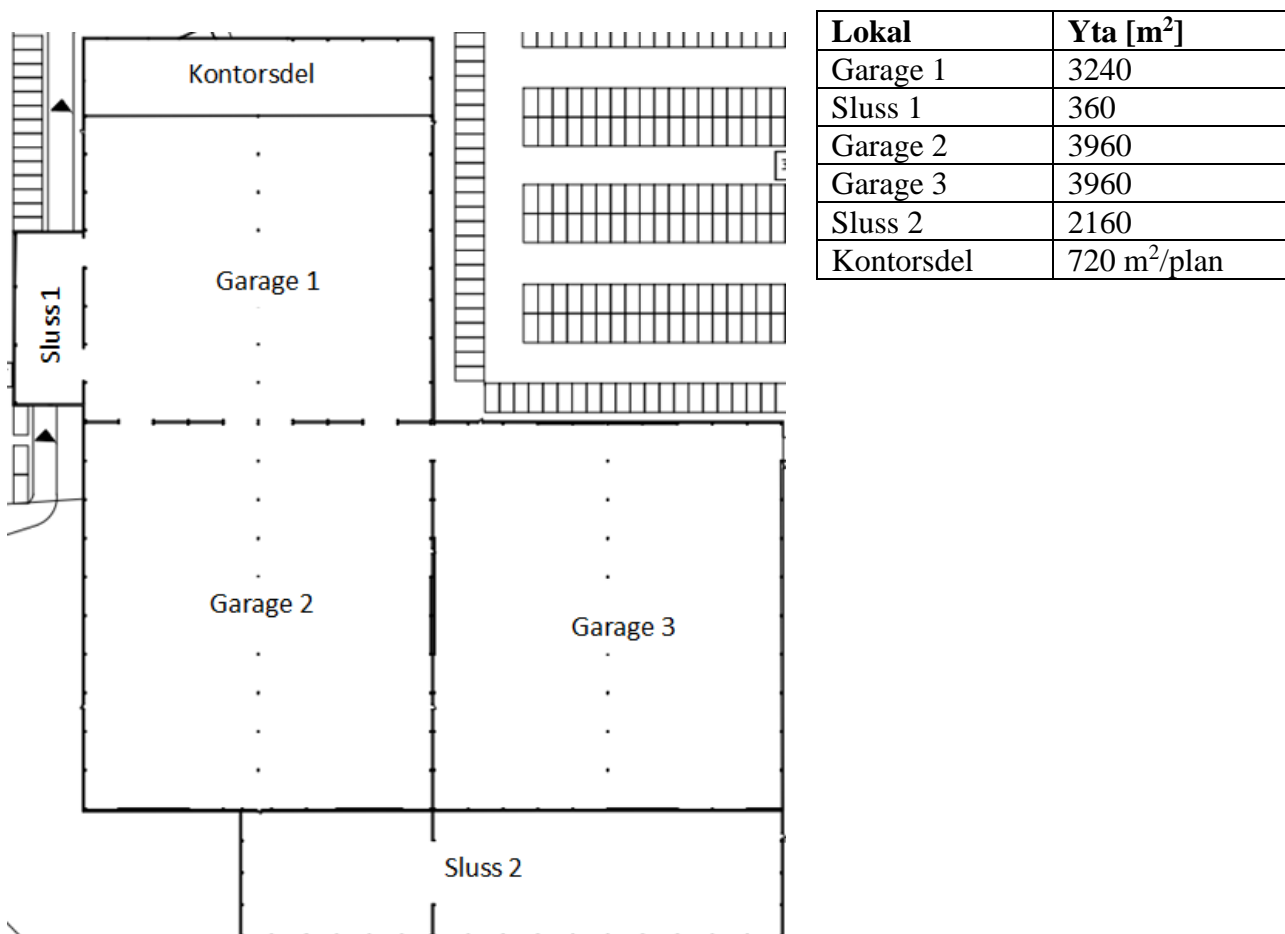 Kontorsdel
Garage 1
Sluss 1
Garage 2
Garage 3
Sluss 2
Lokal Yta [m²]
Garage 1 3240
Sluss 1 360
Garage 2 3960
Garage 3 3960
Sluss 2 2160
Kontorsdel 720 m²/plan